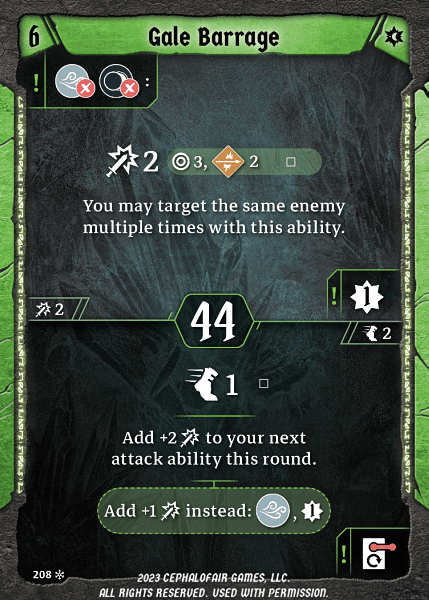 6
Gale Barrage
! :
2 3, 2
You may target the same enemy
multiple times with this ability.
! 1
2
44
2
1
Add +2 to your next
attack ability this round.
Add +1 instead: , 1
!
208
2023 CEPHALOFAIR GAMES, LLC.
ALL RIGHTS RESERVED. USED WITH PERMISSION.